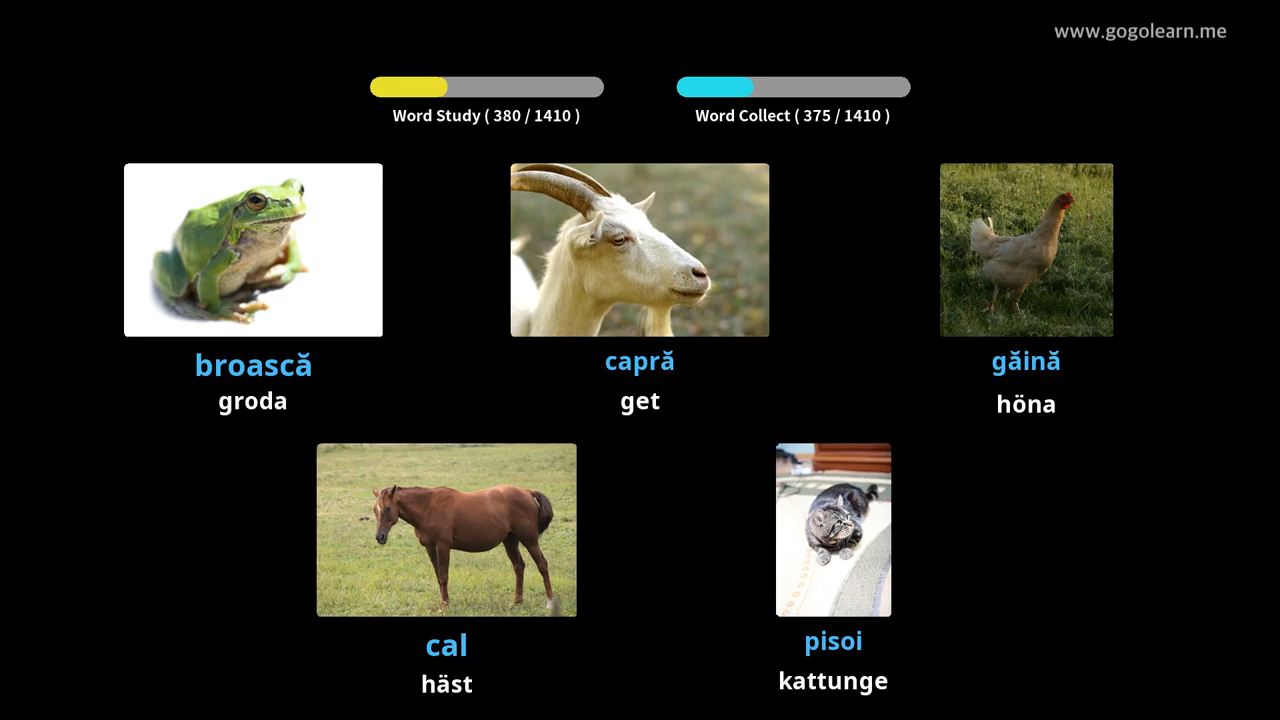 www.gogolearn.me
Word Study ( 380 / 1410 )
Word Collect ( 375 / 1410 )
broască
groda
capră
get
găină
höna
cal
häst
pisoi
kattunge